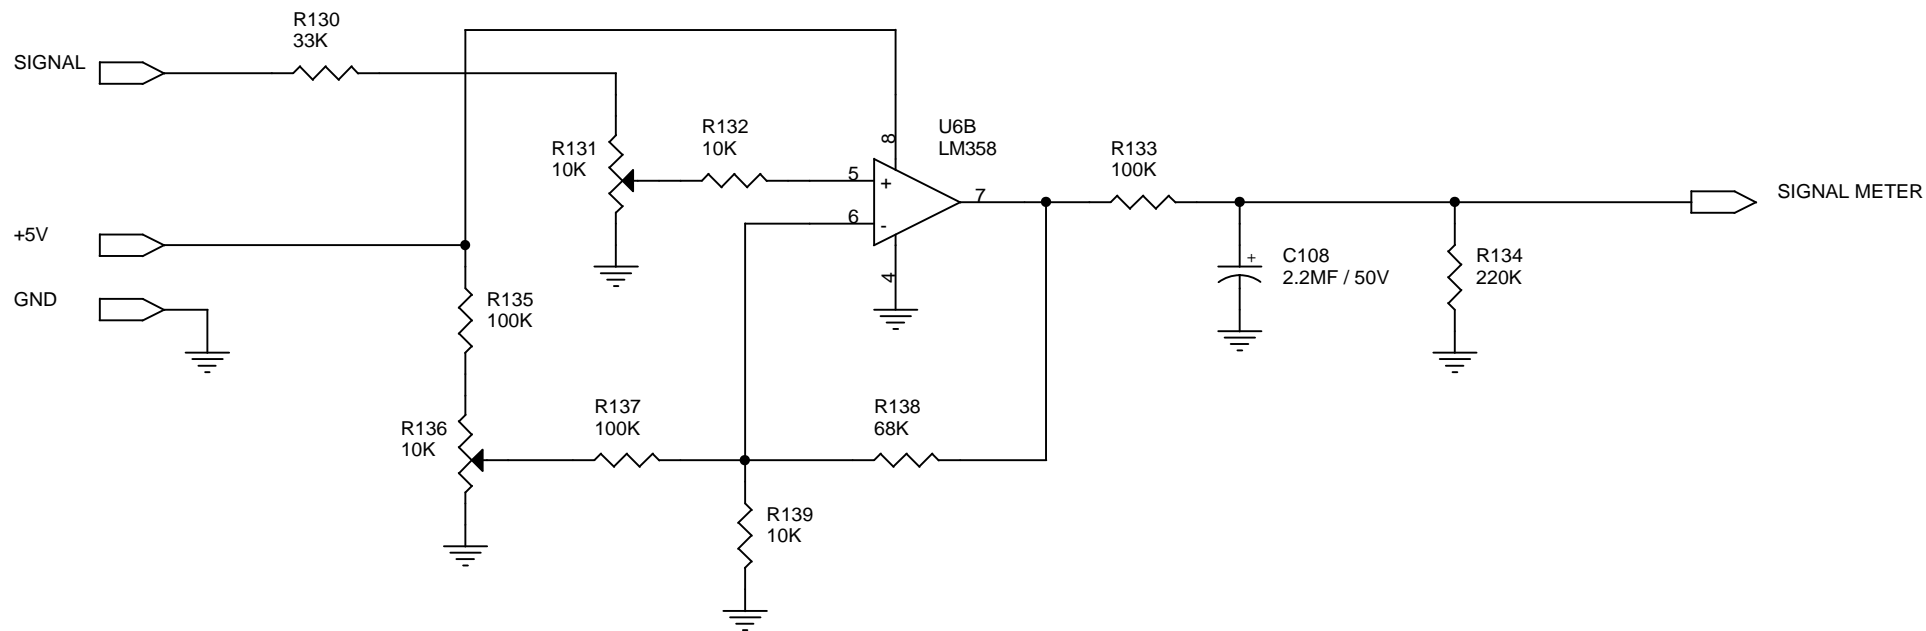 R130
33K
SIGNAL
R131
10K
R132
10K
8
U6B
LM358
5
+
6
-
7
4
R133
100K
SIGNAL METER
+5V
GND
R135
100K
+
C108
2.2MF / 50V
R134
220K
R136
10K
R137
100K
R138
68K
R139
10K